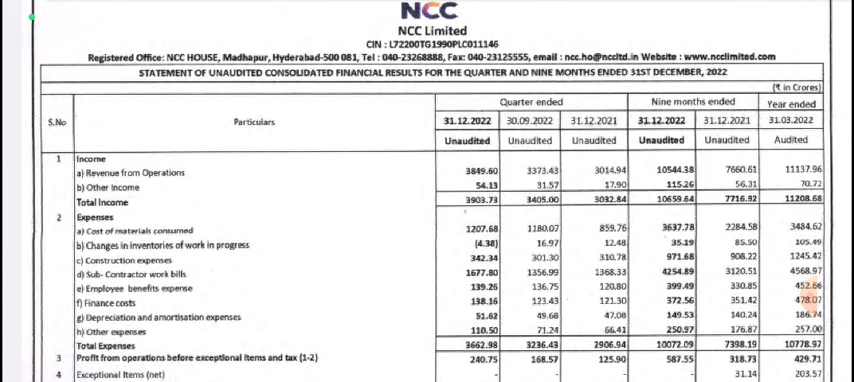 NCC
NCC Limited
CIN : L72200TG1990PLC011146
Registered Office: NCC HOUSE, Madhapur, Hyderabad-500 081, Tel : 040-23268888, Fax: 040-23125555, email : ncc.ho@nccltd.in Website : www.ncclimited.com
STATEMENT OF UNAUDITED CONSOLIDATED FINANCIAL RESULTS FOR THE QUARTER AND NINE MONTHS ENDED 31ST DECEMBER, 2022
(₹ in Crores)
S.No Particulars Quarter ended Nine months ended Year ended
31.12.2022 30.09.2022 31.12.2021 31.12.2022 31.12.2021 31.03.2022
Unaudited Unaudited Unaudited Unaudited Unaudited Audited
1 Income
a) Revenue from Operations 3849.60 3373.43 3014.94 10544.38 7660.61 11137.96
b) Other Income 54.13 31.57 17.90 115.26 56.31 70.72
Total Income 3903.73 3405.00 3032.84 10659.64 7716.92 11208.68
2 Expenses
a) Cost of materials consumed 1207.68 1180.07 859.76 3637.78 2284.58 3484.62
b) Changes in inventories of work in progress (4.38) 16.97 12.48 35.19 85.50 105.49
c) Construction expenses 342.34 301.30 310.78 971.68 908.22 1245.42
d) Sub- Contractor work bills 1677.80 1356.99 1368.33 4254.89 3120.51 4568.97
e) Employee benefits expense 139.26 136.75 120.80 399.49 330.85 452.66
f) Finance costs 138.16 123.43 121.30 372.56 351.42 478.07
g) Depreciation and amortisation expenses 51.62 49.68 47.08 149.53 140.24 186.74
h) Other expenses 110.50 71.24 66.41 250.97 176.87 257.00
Total Expenses 3662.98 3236.43 2906.94 10072.09 7398.19 10778.97
3 Profit from operations before exceptional items and tax (1-2) 240.75 168.57 125.90 587.55 318.73 429.71
4 Exceptional Items (net) - - - - 31.14 203.57